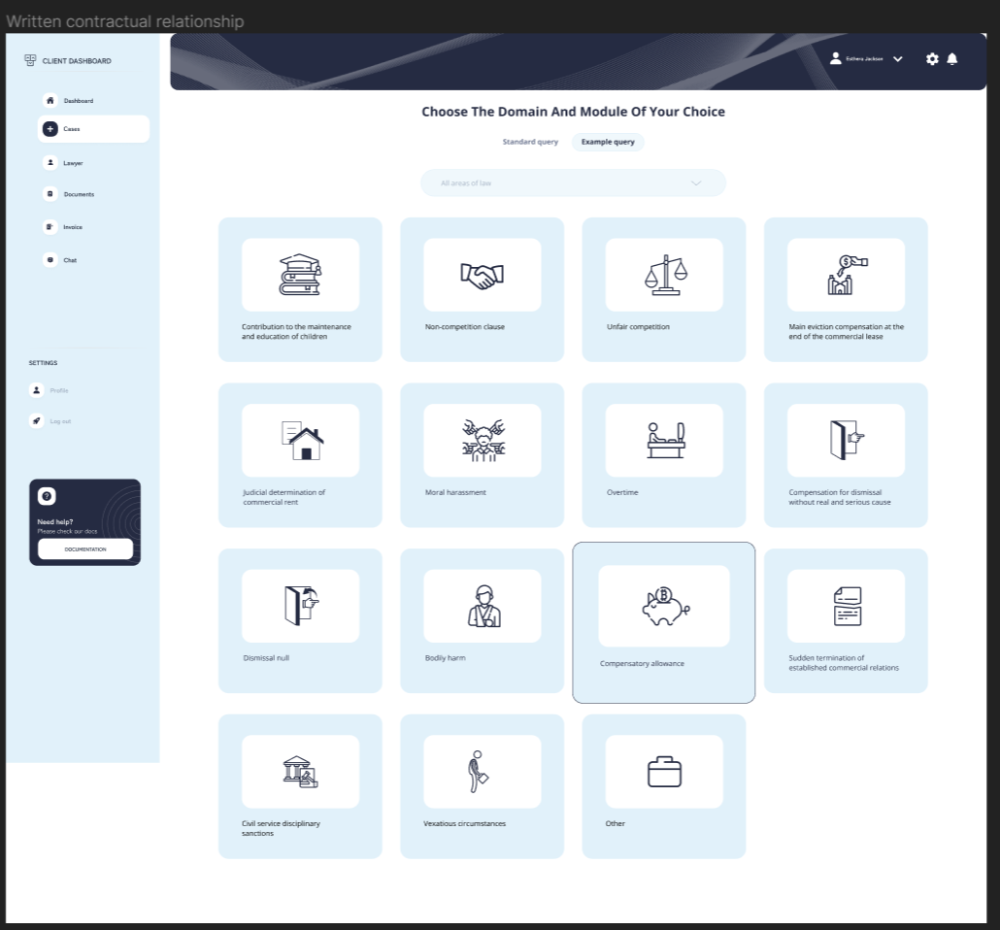 Written contractual relationship
CLIENT DASHBOARD
Dashboard
Cases
Lawyer
Documents
Invoice
Chat
SETTINGS
Profile
Log out
Need help?
Please check our docs
DOCUMENTATION
Esthera Jackson
Choose The Domain And Module Of Your Choice
Standard query
Example query
All areas of law
Contribution to the maintenance
and education of children
Non-competition clause
Unfair competition
Main eviction compensation at the
end of the commercial lease
Judicial determination of
commercial rent
Moral harassment
Overtime
Compensation for dismissal
without real and serious cause
Dismissal null
Bodily harm
Compensatory allowance
Sudden termination of
established commercial relations
Civil service disciplinary
sanctions
Vexatious circumstances
Other